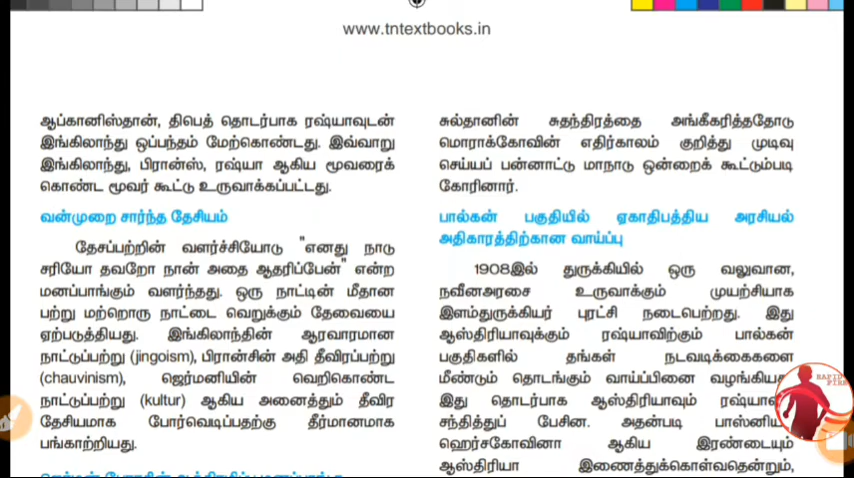 www.tntextbooks.in
ஆப்கானிஸ்தான், திபெத் தொடர்பாக ரஷ்யாவுடன்
இங்கிலாந்து ஒப்பந்தம் மேற்கொண்டது. இவ்வாறு
இங்கிலாந்து, பிரான்ஸ், ரஷ்யா ஆகிய மூவரைக்
கொண்ட மூவர் கூட்டு உருவாக்கப்பட்டது.
வன்முறை சார்ந்த தேசியம்
தேசப்பற்றின் வளர்ச்சியோடு "எனது நாடு
சரியோ தவறோ நான் அதை ஆதரிப்பேன்" என்ற
மனப்பாங்கும் வளர்ந்தது. ஒரு நாட்டின் மீதான
பற்று மற்றொரு நாட்டை வெறுக்கும் தேவையை
ஏற்படுத்தியது. இங்கிலாந்தின் ஆரவாரமான
நாட்டுப்பற்று (jingoism), பிரான்சின் அதி தீவிரப்பற்று
(chauvinism), ஜெர்மனியின் வெறிகொண்ட
நாட்டுப்பற்று (kultur) ஆகிய அனைத்தும் தீவிர
தேசியமாக போர்வெடிப்பதற்கு தீர்மானமாக
பங்காற்றியது.
சுல்தானின் சுதந்திரத்தை அங்கீகரித்ததோடு
மொராக்கோவின் எதிர்காலம் குறித்து முடிவு
செய்யப் பன்னாட்டு மாநாடு ஒன்றைக் கூட்டும்படி
கோரினார்.
பால்கன் பகுதியில் ஏகாதிபத்திய அரசியல்
அதிகாரத்திற்கான வாய்ப்பு
1908இல் துருக்கியில் ஒரு வலுவான,
நவீனஅரசை உருவாக்கும் முயற்சியாக
இளம்துருக்கியர் புரட்சி நடைபெற்றது. இது
ஆஸ்திரியாவுக்கும் ரஷ்யாவிற்கும் பால்கன்
பகுதிகளில் தங்கள் நடவடிக்கைகளை
மீண்டும் தொடங்கும் வாய்ப்பினை
இது தொடர்பாக ஆஸ்திரியாவும்
சந்தித்துப் பேசின. அதன்படி
ஹெர்சகோவினா ஆகிய இரண்டையும்
ஆஸ்திரியா இணைத்துக்கொள்வதென்றும்,
RAPID FIRE